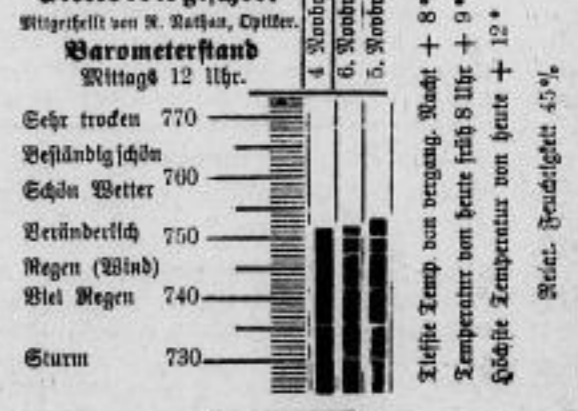 Mitgetheilt von R. Nathan, Optiker.
Barometerstand
Mittags 12 Uhr.
4 Novbr
6. Novbr
5. Novbr
Sehr trocken 770
Beständig schön
Schön Wetter 760
Veränderlich 750
Regen (Wind)
Viel Regen 740
Sturm 730
Tiefste Temp. von vergang. Nacht + 8°
Temperatur von heute früh 8 Uhr + 9°
Höchste Temperatur von heute + 12°
Relat. Feuchtigkeit 45%